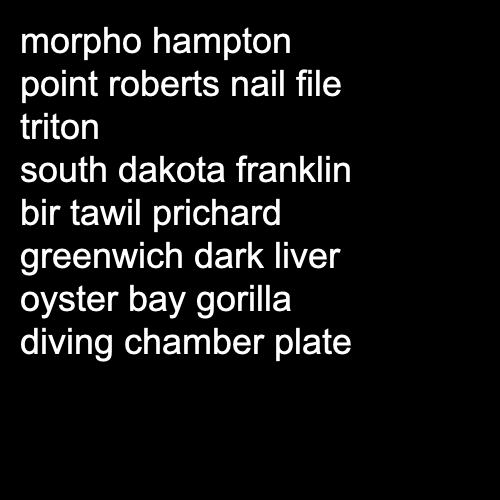 morpho hampton
point roberts nail file
triton
south dakota franklin
bir tawil prichard
greenwich dark liver
oyster bay gorilla
diving chamber plate